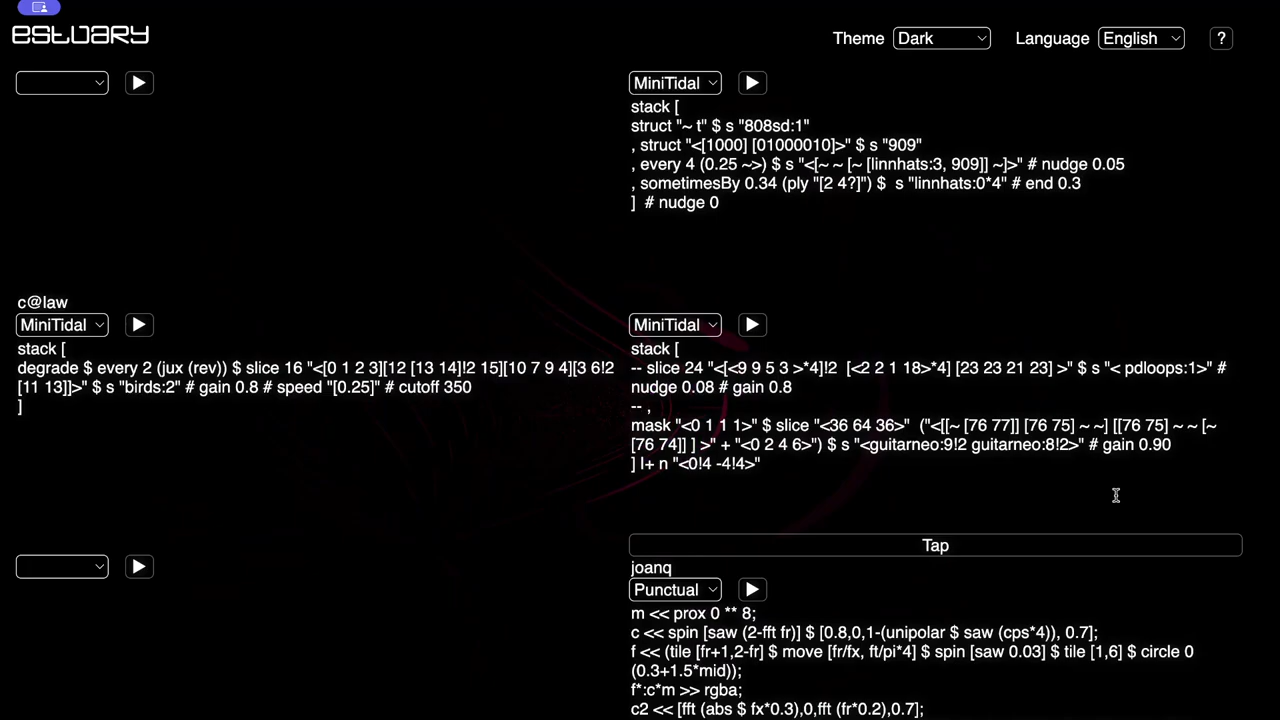 estuary
Theme Dark Language English ?
MiniTidal
stack [
struct "~ t" $ s "808sd:1"
, struct "<[1000] [01000010]>" $ s "909"
, every 4 (0.25 ~>) $ s "<[~ ~ [~ [linnhats:3, 909]] ~]>" # nudge 0.05
, sometimesBy 0.34 (ply "[2 4?]") $  s "linnhats:0*4" # end 0.3
]  # nudge 0
c@law
MiniTidal
stack [
degrade $ every 2 (jux (rev)) $ slice 16 "<[0 1 2 3][12 [13 14]!2 15][10 7 9 4][3 6!2
[11 13]]>" $ s "birds:2" # gain 0.8 # speed "[0.25]" # cutoff 350
]
MiniTidal
stack [
-- slice 24 "<[<9 9 5 3 >*4]!2  [<2 2 1 18>*4] [23 23 21 23] >" $ s "< pdloops:1>" #
nudge 0.08 # gain 0.8
-- ,
mask "<0 1 1 1>" $ slice "<36 64 36>"  ("<[[~ [76 77]] [76 75] ~ ~] [[76 75] ~ ~ [~
[76 74]] ] >" + "<0 2 4 6>") $ s "<guitarneo:9!2 guitarneo:8!2>" # gain 0.90
] |+ n "<0!4 -4!4>"
Tap
joanq
Punctual
m << prox 0 ** 8;
c << spin [saw (2-fft fr)] $ [0.8,0,1-(unipolar $ saw (cps*4)), 0.7];
f << (tile [fr+1,2-fr] $ move [fr/fx, ft/pi*4] $ spin [saw 0.03] $ tile [1,6] $ circle 0
(0.3+1.5*mid));
f*:c*m >> rgba;
c2 << [fft (abs $ fx*0.3),0,fft (fr*0.2),0.7];